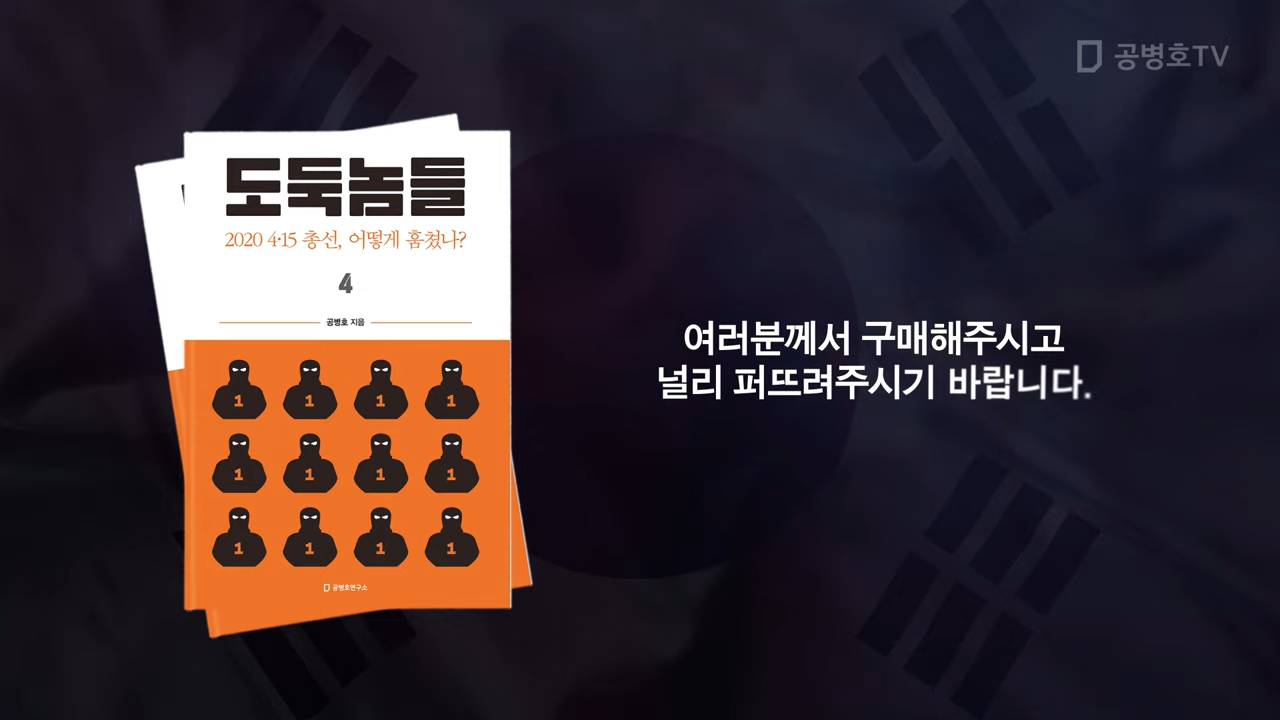 공병호TV
도둑놈들
2020 4·15 총선, 어떻게 훔쳤나?
4
공병호 지음
1 1 1 1
1 1 1 1
1 1 1 1
공병호연구소
여러분께서 구매해주시고
널리 퍼뜨려주시기 바랍니다.